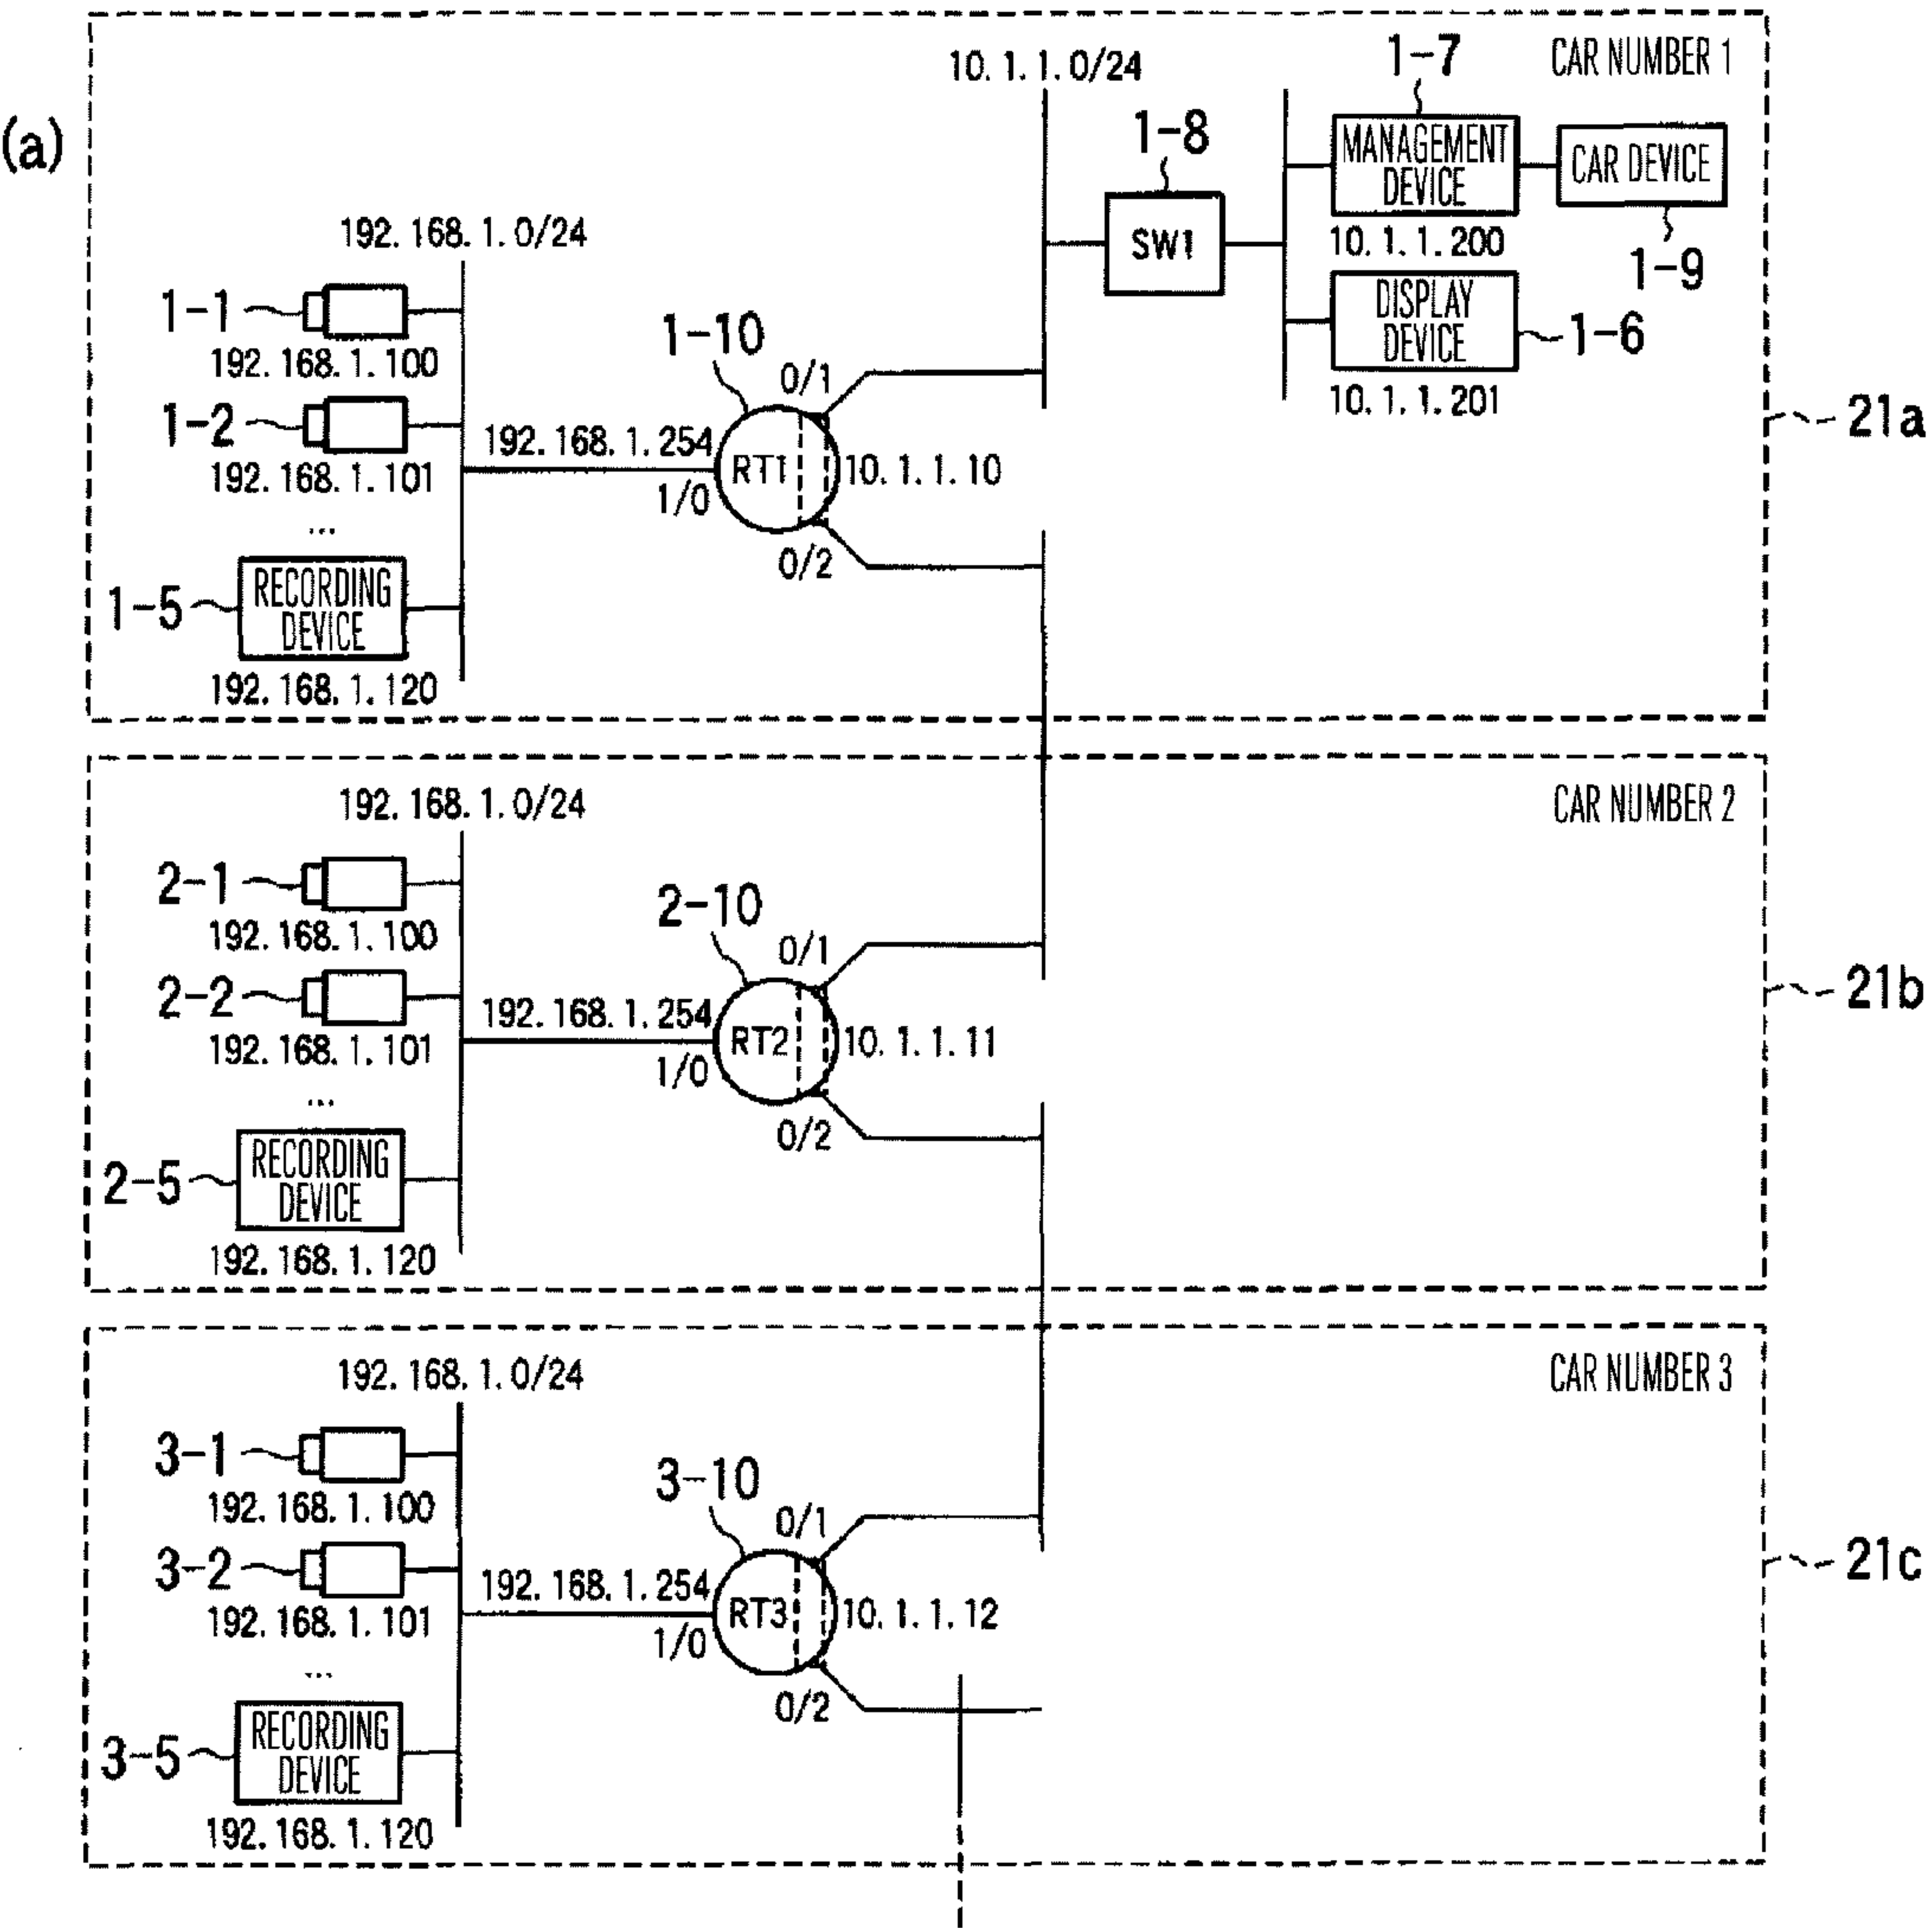 (a)
CAR NUMBER 1
10. 1. 1. 0/24
1-7
1-8
MANAGEMENT
DEVICE
CAR DEVICE
SW1
10. 1. 1. 200
1-9
DISPLAY
DEVICE
1-6
10. 1. 1. 201
21a
192. 168. 1. 0/24
1-1
192. 168. 1. 100
1-2
192. 168. 1. 101
...
1-5
RECORDING
DEVICE
192. 168. 1. 120
1-10
0/1
192. 168. 1. 254
RT1
10. 1. 1. 10
1/0
0/2
CAR NUMBER 2
192. 168. 1. 0/24
2-1
192. 168. 1. 100
2-2
192. 168. 1. 101
...
2-5
RECORDING
DEVICE
192. 168. 1. 120
2-10
0/1
192. 168. 1. 254
RT2
10. 1. 1. 11
1/0
0/2
21b
CAR NUMBER 3
192. 168. 1. 0/24
3-1
192. 168. 1. 100
3-2
192. 168. 1. 101
...
3-5
RECORDING
DEVICE
192. 168. 1. 120
3-10
0/1
192. 168. 1. 254
RT3
10. 1. 1. 12
1/0
0/2
21c